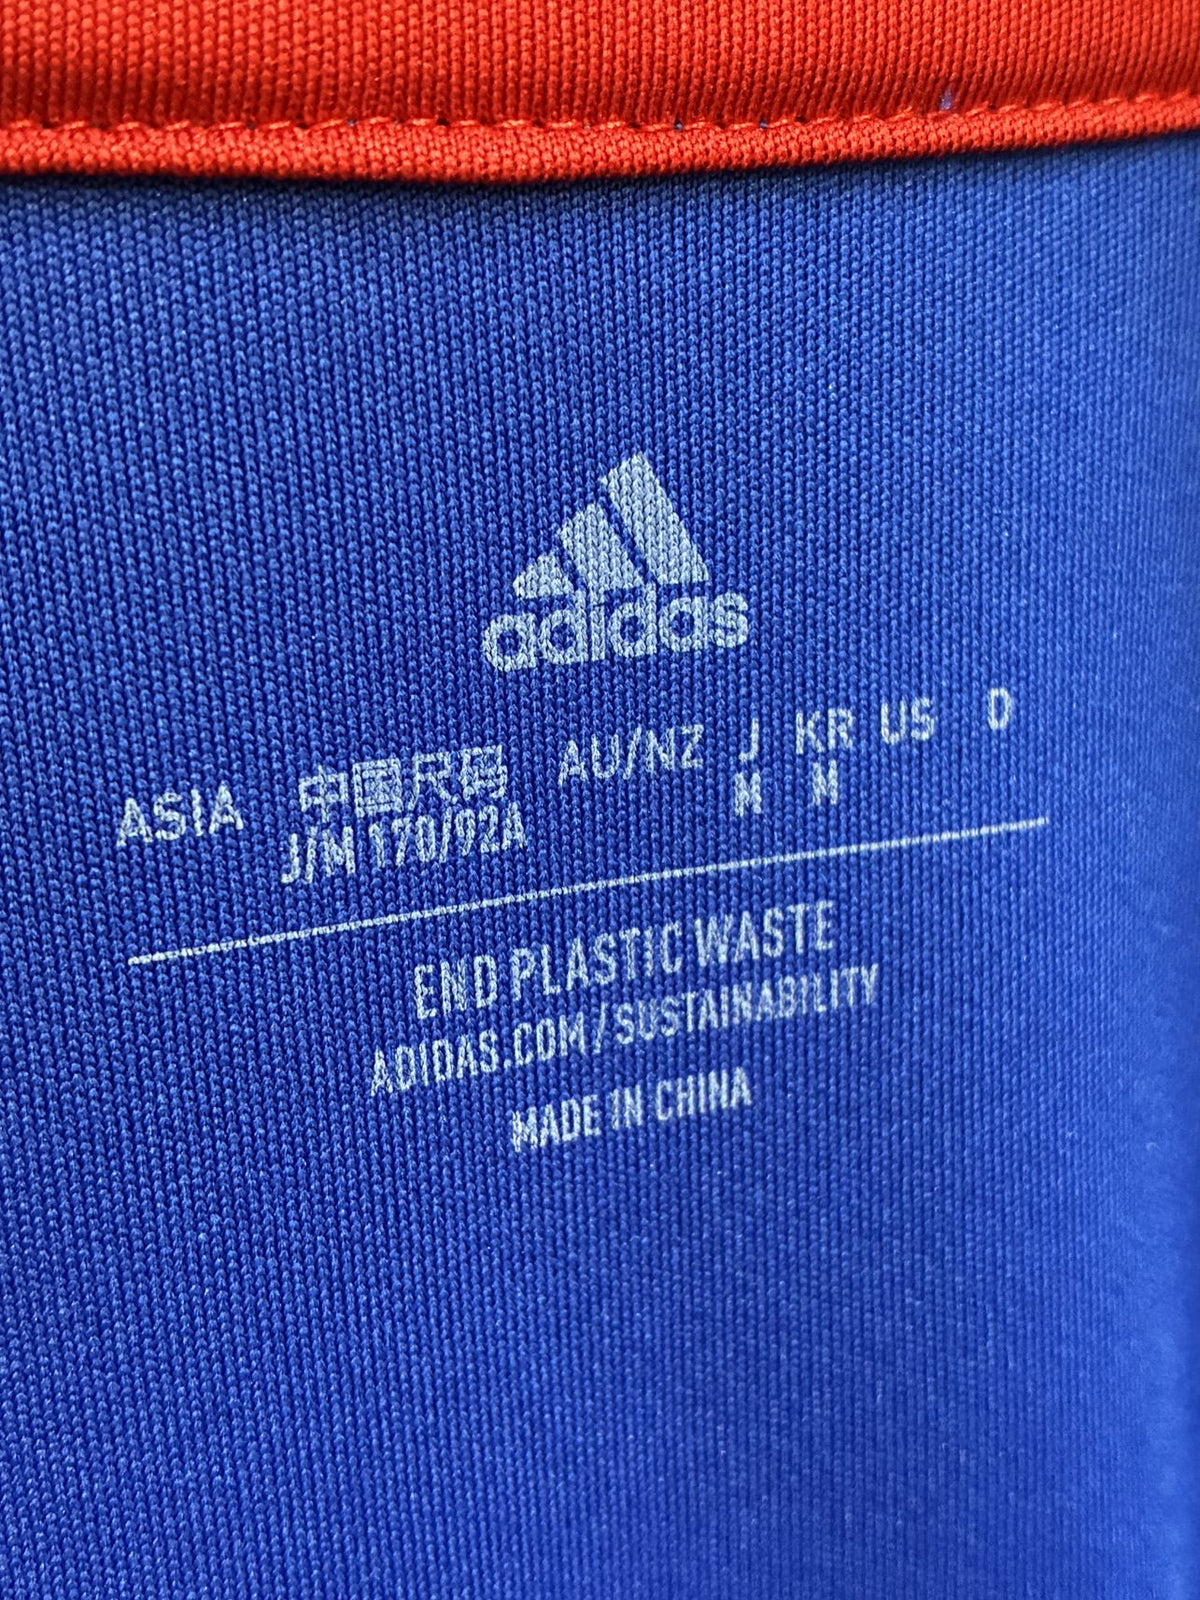 adidas
ASIA 中国尺码 AU/NZ J KR US D
J/M 170/92A M M
END PLASTIC WASTE
ADIDAS.COM/SUSTAINABILITY
MADE IN CHINA